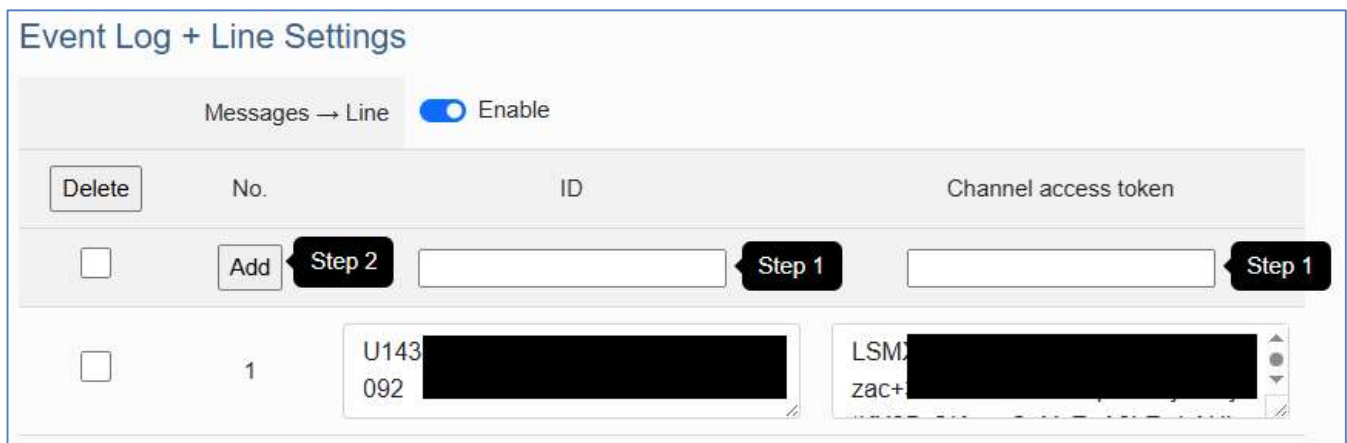 Event Log + Line Settings
Messages → Line Enable
Delete No. ID Channel access token
Add Step 2 Step 1 Step 1
1 U143 LSM
092 zac+